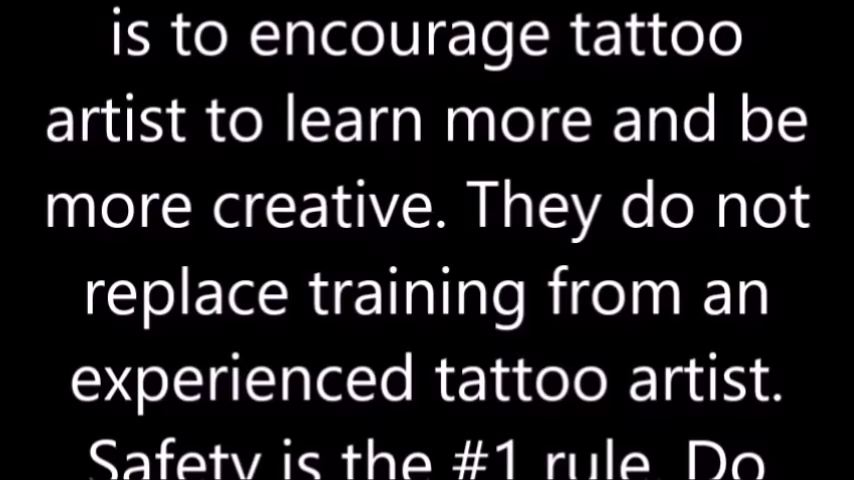 is to encourage tattoo
artist to learn more and be
more creative. They do not
replace training from an
experienced tattoo artist.
Safety is the #1 rule. Do